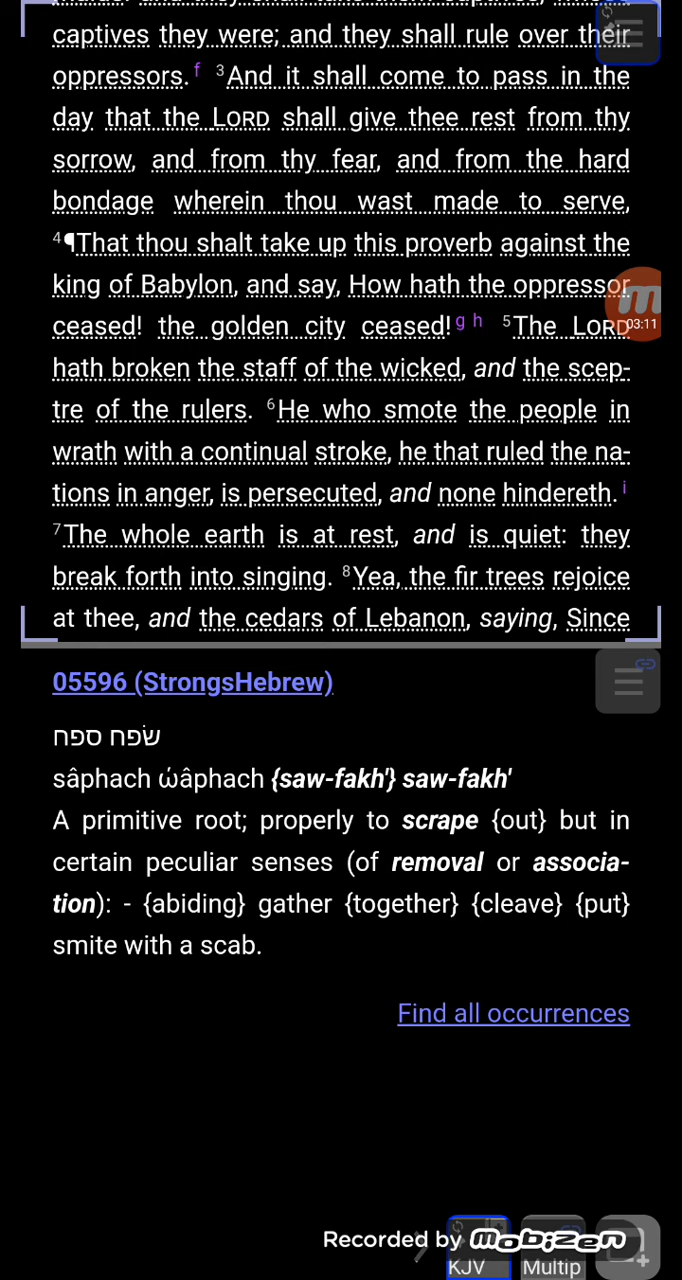 captives they were; and they shall rule over their
oppressors. f 3And it shall come to pass in the
day that the LORD shall give thee rest from thy
sorrow, and from thy fear, and from the hard
bondage wherein thou wast made to serve,
4¶That thou shalt take up this proverb against the
king of Babylon, and say, How hath the oppressor
ceased! the golden city ceased! g h 5The LORD
03:11
hath broken the staff of the wicked, and the scep-
tre of the rulers. 6He who smote the people in
wrath with a continual stroke, he that ruled the na-
tions in anger, is persecuted, and none hindereth. i
7The whole earth is at rest, and is quiet: they
break forth into singing. 8Yea, the fir trees rejoice
at thee, and the cedars of Lebanon, saying, Since
05596 (StrongsHebrew)
שׂפח ספח
sâphach ώâphach {saw-fakh'} saw-fakh'
A primitive root; properly to scrape {out} but in
certain peculiar senses (of removal or associa-
tion): - {abiding} gather {together} {cleave} {put}
smite with a scab.
Find all occurrences
Recorded by mobizen
KJV Multip